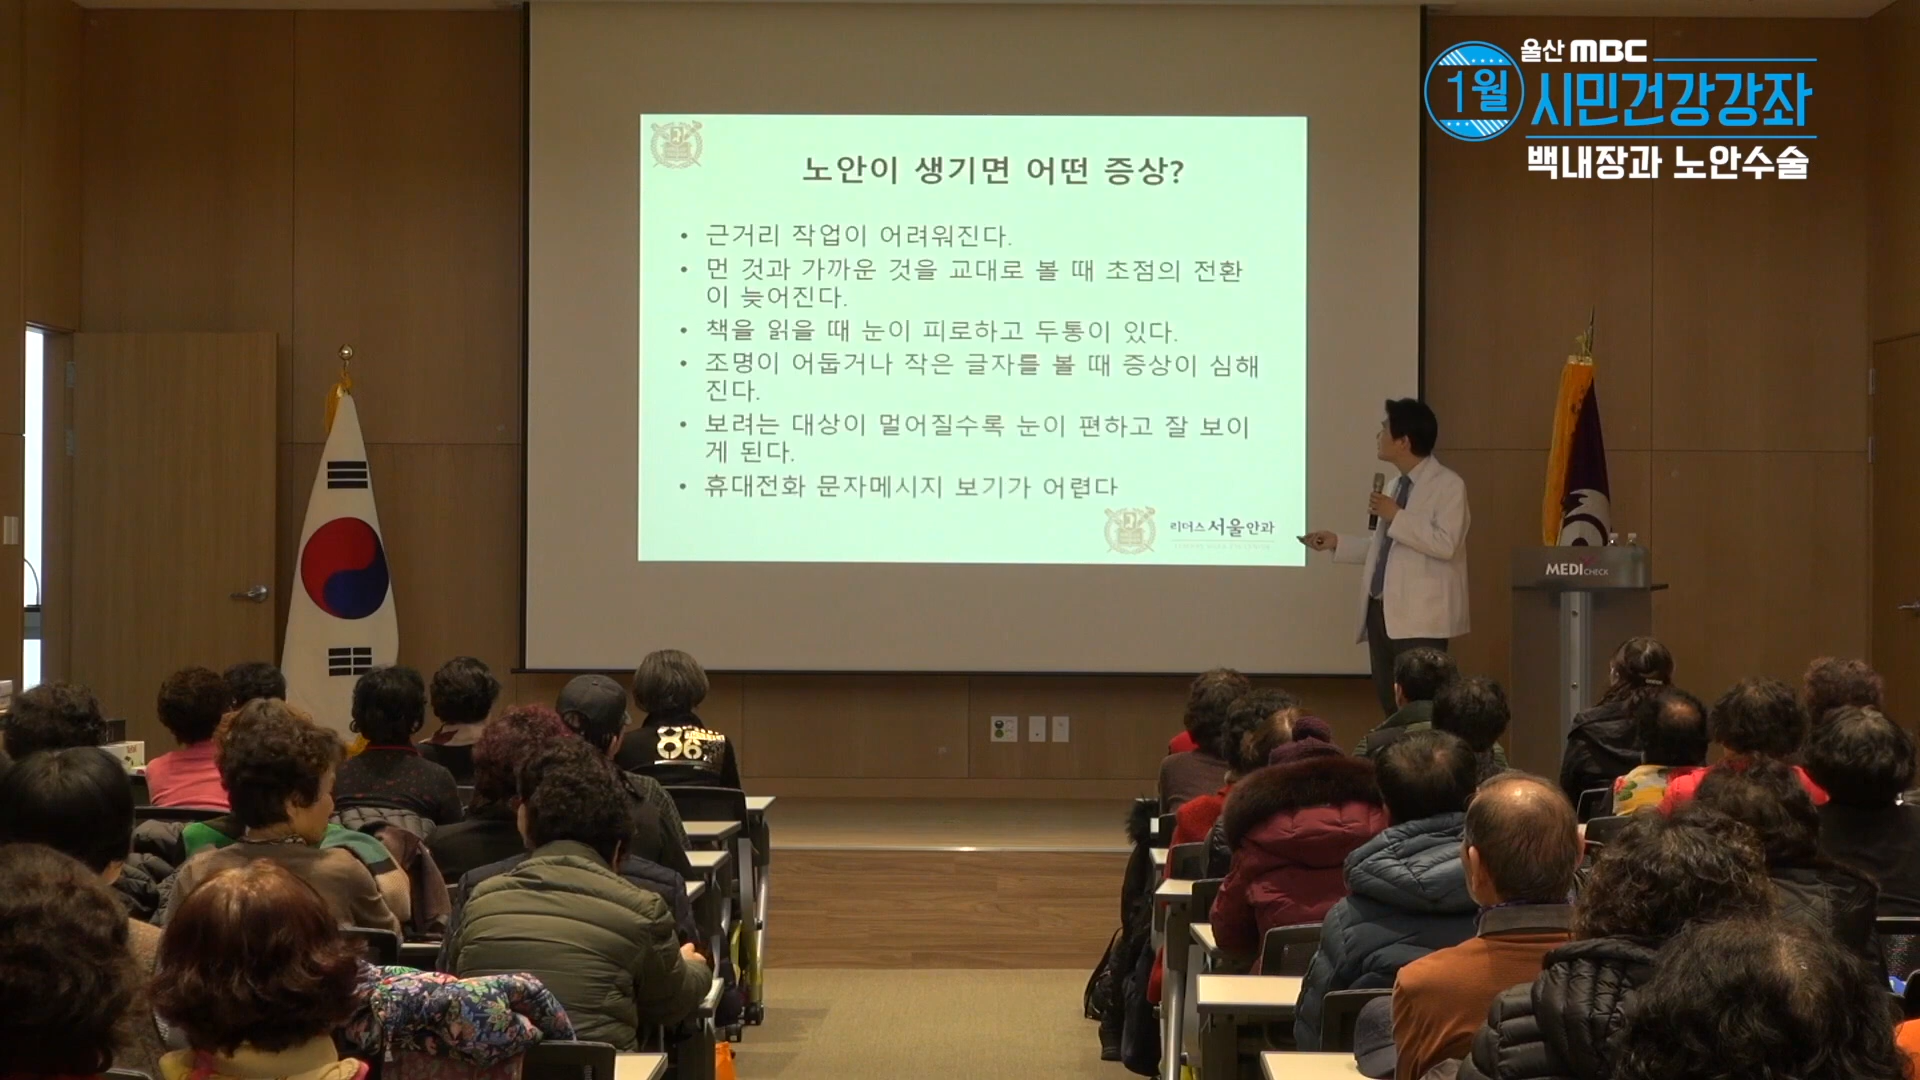 울산 MBC
1월
시민건강강좌
백내장과 노안수술
노안이 생기면 어떤 증상?
• 근거리 작업이 어려워진다.
• 먼 것과 가까운 것을 교대로 볼 때 초점의 전환
이 늦어진다.
• 책을 읽을 때 눈이 피로하고 두통이 있다.
• 조명이 어둡거나 작은 글자를 볼 때 증상이 심해
진다.
• 보려는 대상이 멀어질수록 눈이 편하고 잘 보이
게 된다.
• 휴대전화 문자메시지 보기가 어렵다
리더스 서울안과
MEDI CHECK
86